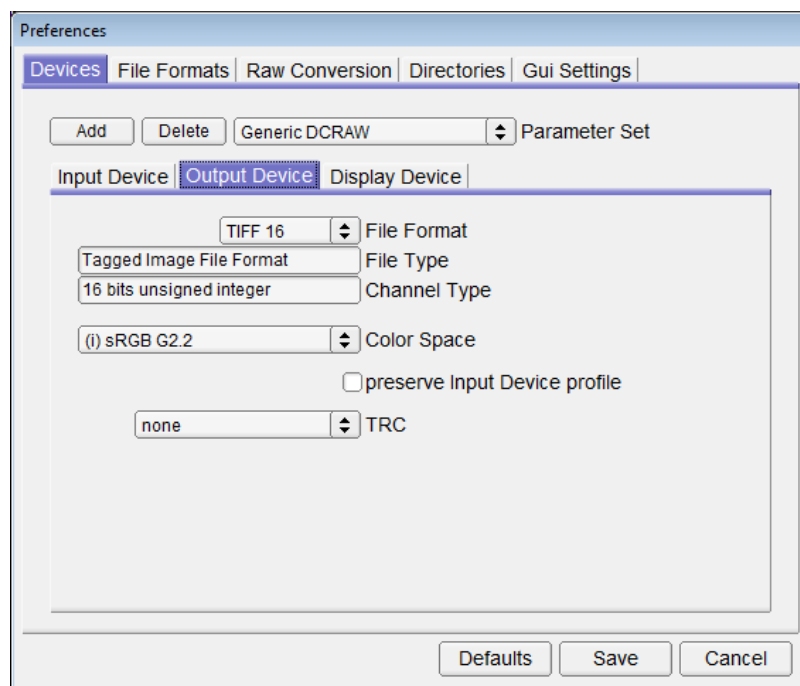 Preferences
Devices File Formats Raw Conversion Directories Gui Settings
Add Delete Generic DCRAW Parameter Set
Input Device Output Device Display Device
TIFF 16 File Format
Tagged Image File Format File Type
16 bits unsigned integer Channel Type
(i) sRGB G2.2 Color Space
preserve Input Device profile
none TRC
Defaults Save Cancel